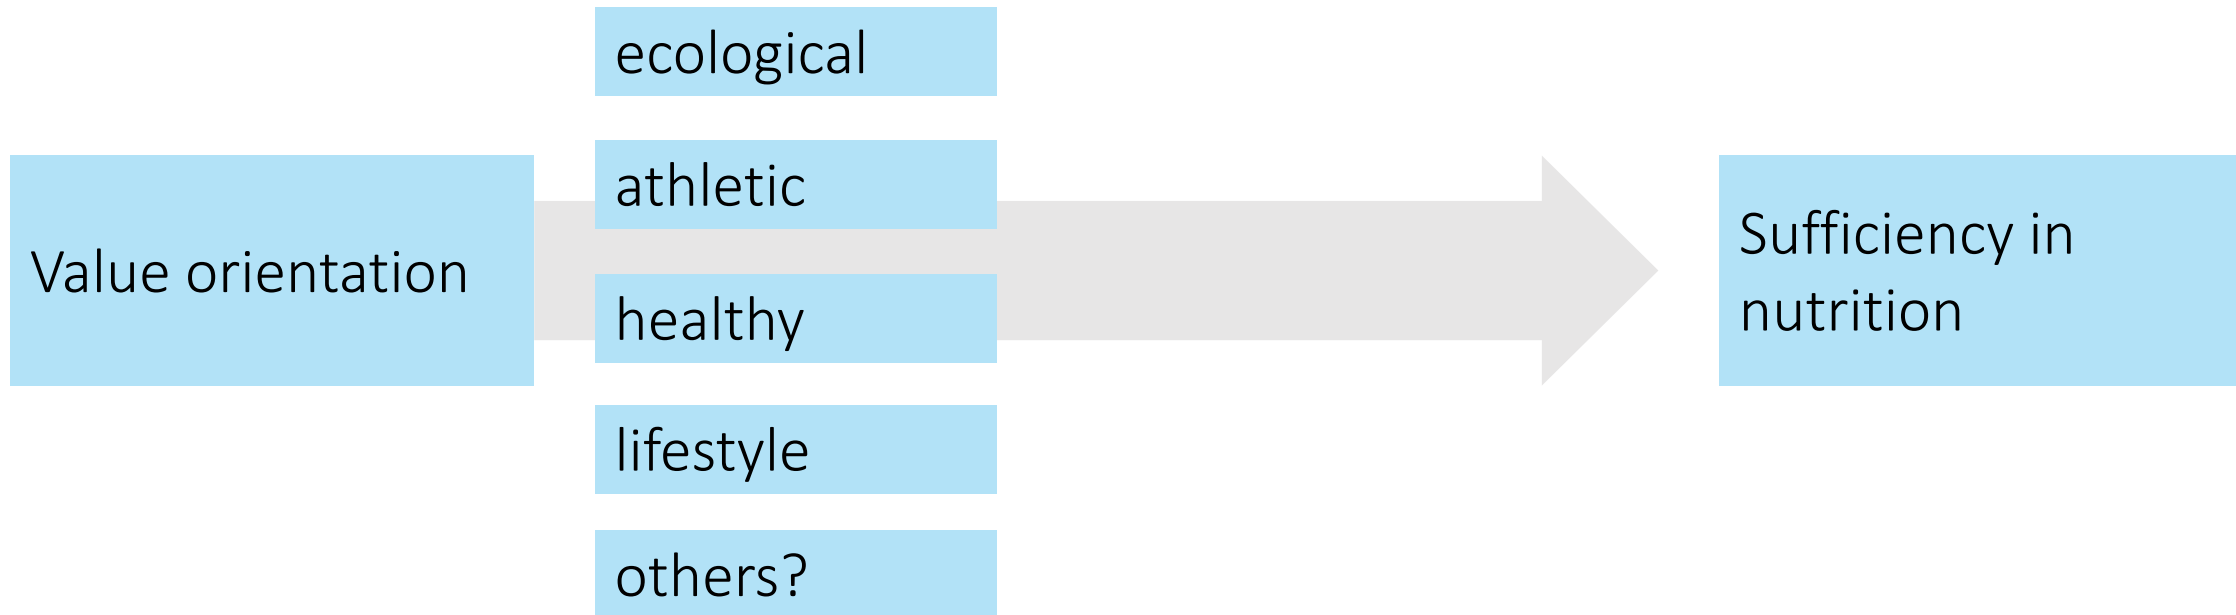 Value orientation
ecological
athletic
healthy
lifestyle
others?
Sufficiency in
nutrition